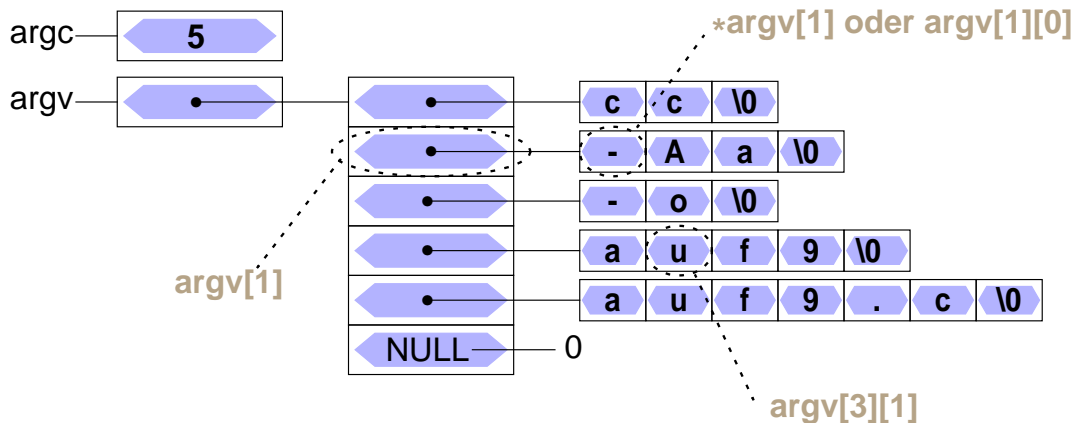 *argv[1] oder argv[1][0]
argc 5
argv c c \0
- A a \0
- o \0
a u f 9 \0
argv[1]
a u f 9 . c \0
NULL 0
argv[3][1]